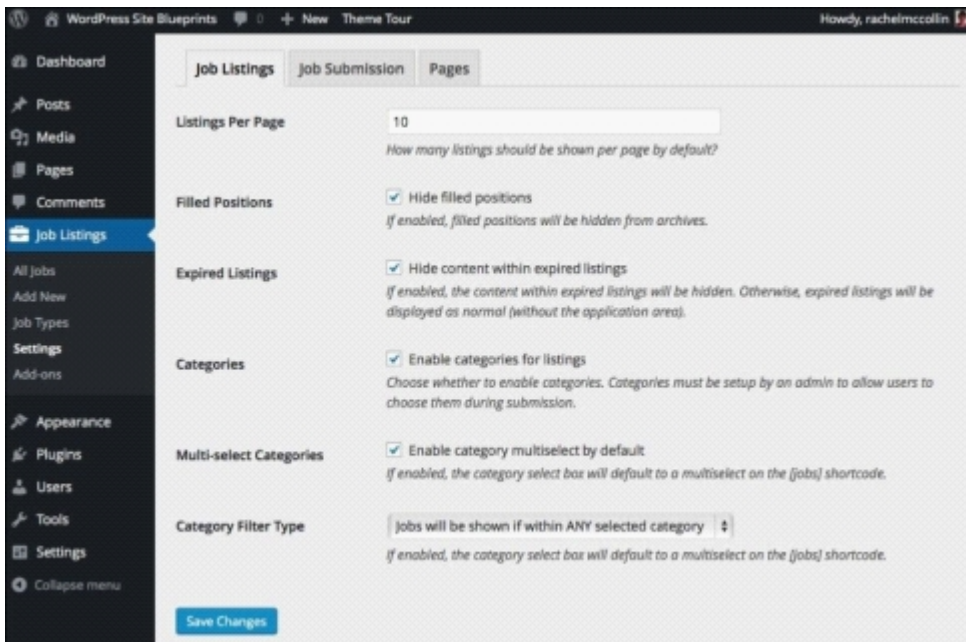 WordPress Site Blueprints 0 + New Theme Tour Howdy, rachelmccollin
Dashboard
Posts
Media
Pages
Comments
Job Listings
All Jobs
Add New
Job Types
Settings
Add-ons
Appearance
Plugins
Users
Tools
Settings
Collapse menu
Job Listings Job Submission Pages
Listings Per Page 10
How many listings should be shown per page by default?
Filled Positions Hide filled positions
If enabled, filled positions will be hidden from archives.
Expired Listings Hide content within expired listings
If enabled, the content within expired listings will be hidden. Otherwise, expired listings will be
displayed as normal (without the application area).
Categories Enable categories for listings
Choose whether to enable categories. Categories must be setup by an admin to allow users to
choose them during submission.
Multi-select Categories Enable category multiselect by default
If enabled, the category select box will default to a multiselect on the [jobs] shortcode.
Category Filter Type Jobs will be shown if within ANY selected category
If enabled, the category select box will default to a multiselect on the [jobs] shortcode.
Save Changes